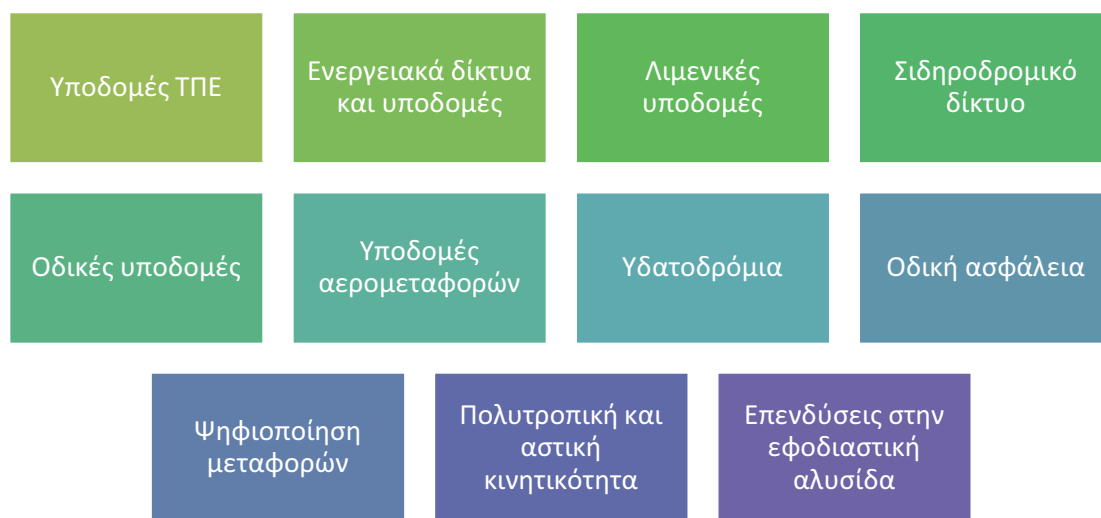 Υποδομές ΤΠΕ
Ενεργειακά δίκτυα
και υποδομές
Λιμενικές
υποδομές
Σιδηροδρομικό
δίκτυο
Οδικές υποδομές
Υποδομές
αερομεταφορών
Υδατοδρόμια
Οδική ασφάλεια
Ψηφιοποίηση
μεταφορών
Πολυτροπική και
αστική
κινητικότητα
Επενδύσεις στην
εφοδιαστική
αλυσίδα